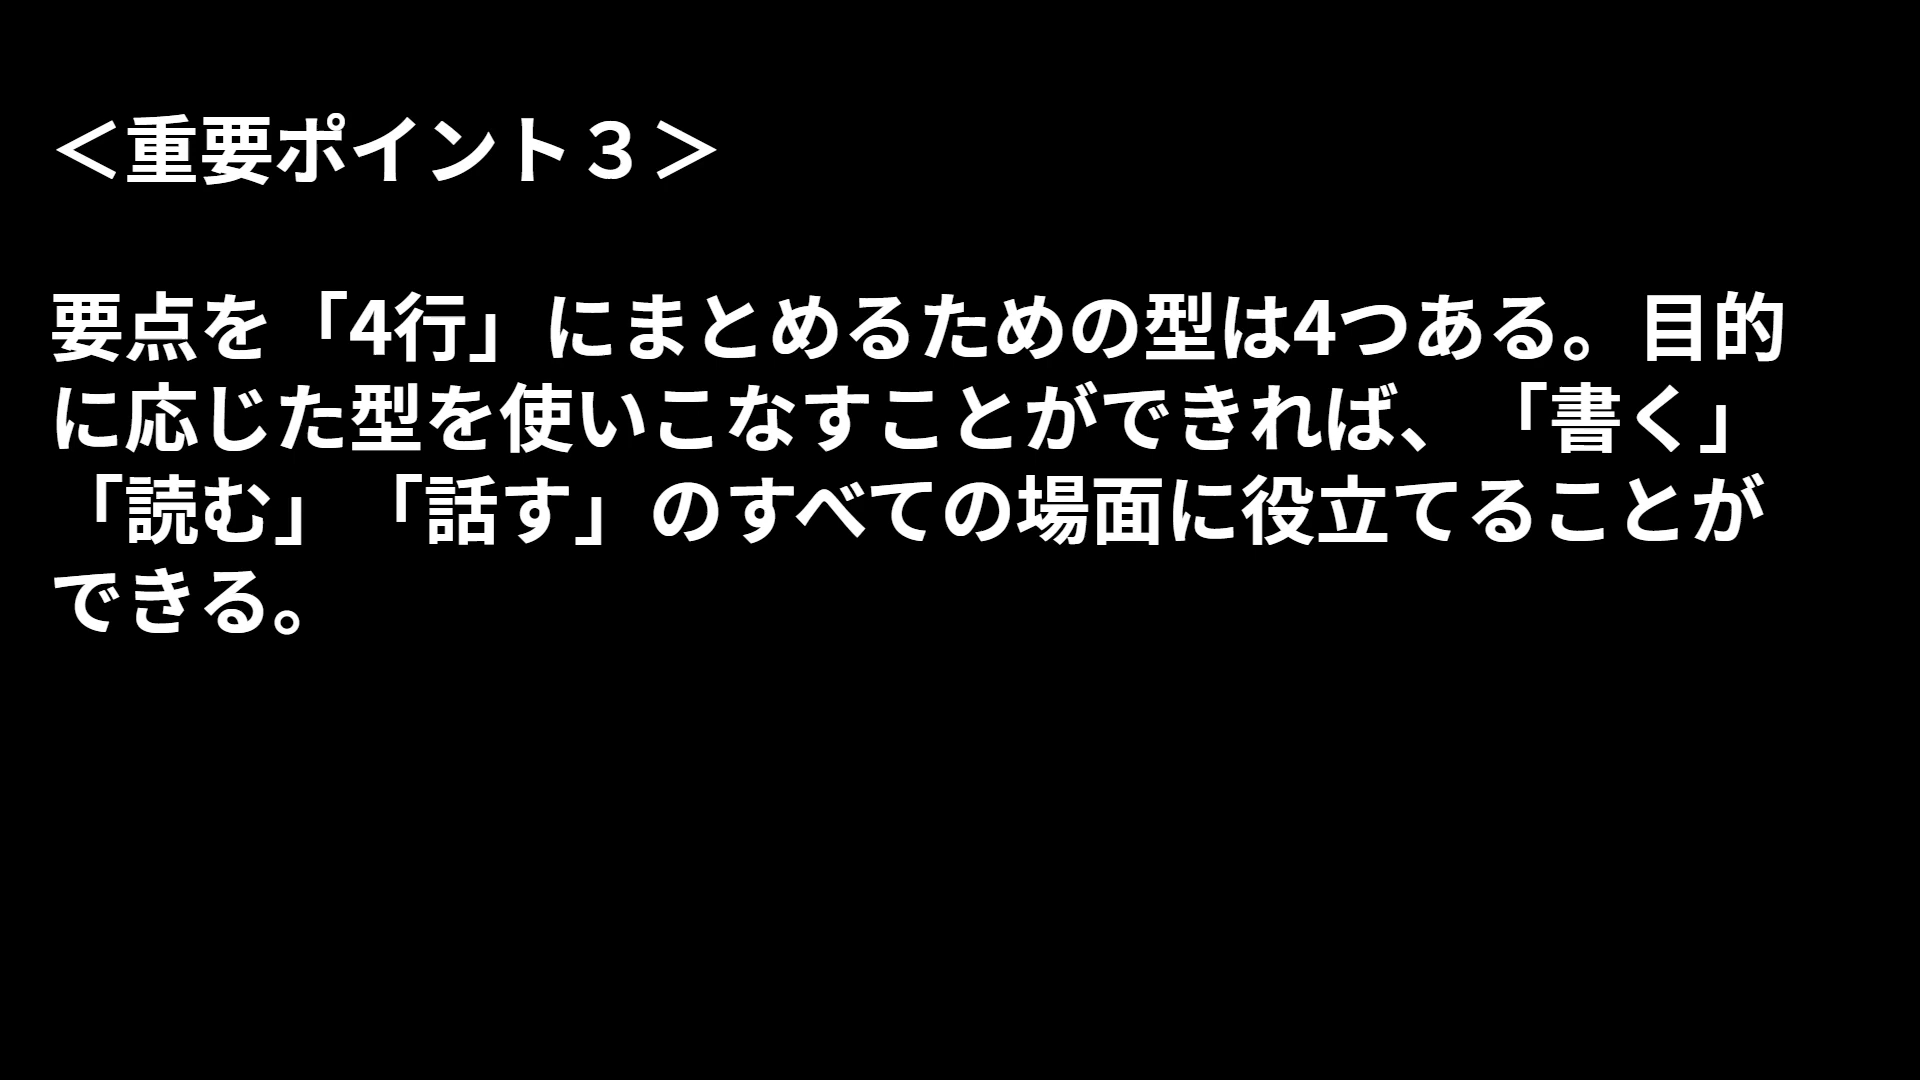 ＜重要ポイント３＞
要点を「4行」にまとめるための型は4つある。目的
に応じた型を使いこなすことができれば、「書く」
「読む」「話す」のすべての場面に役立てることが
できる。